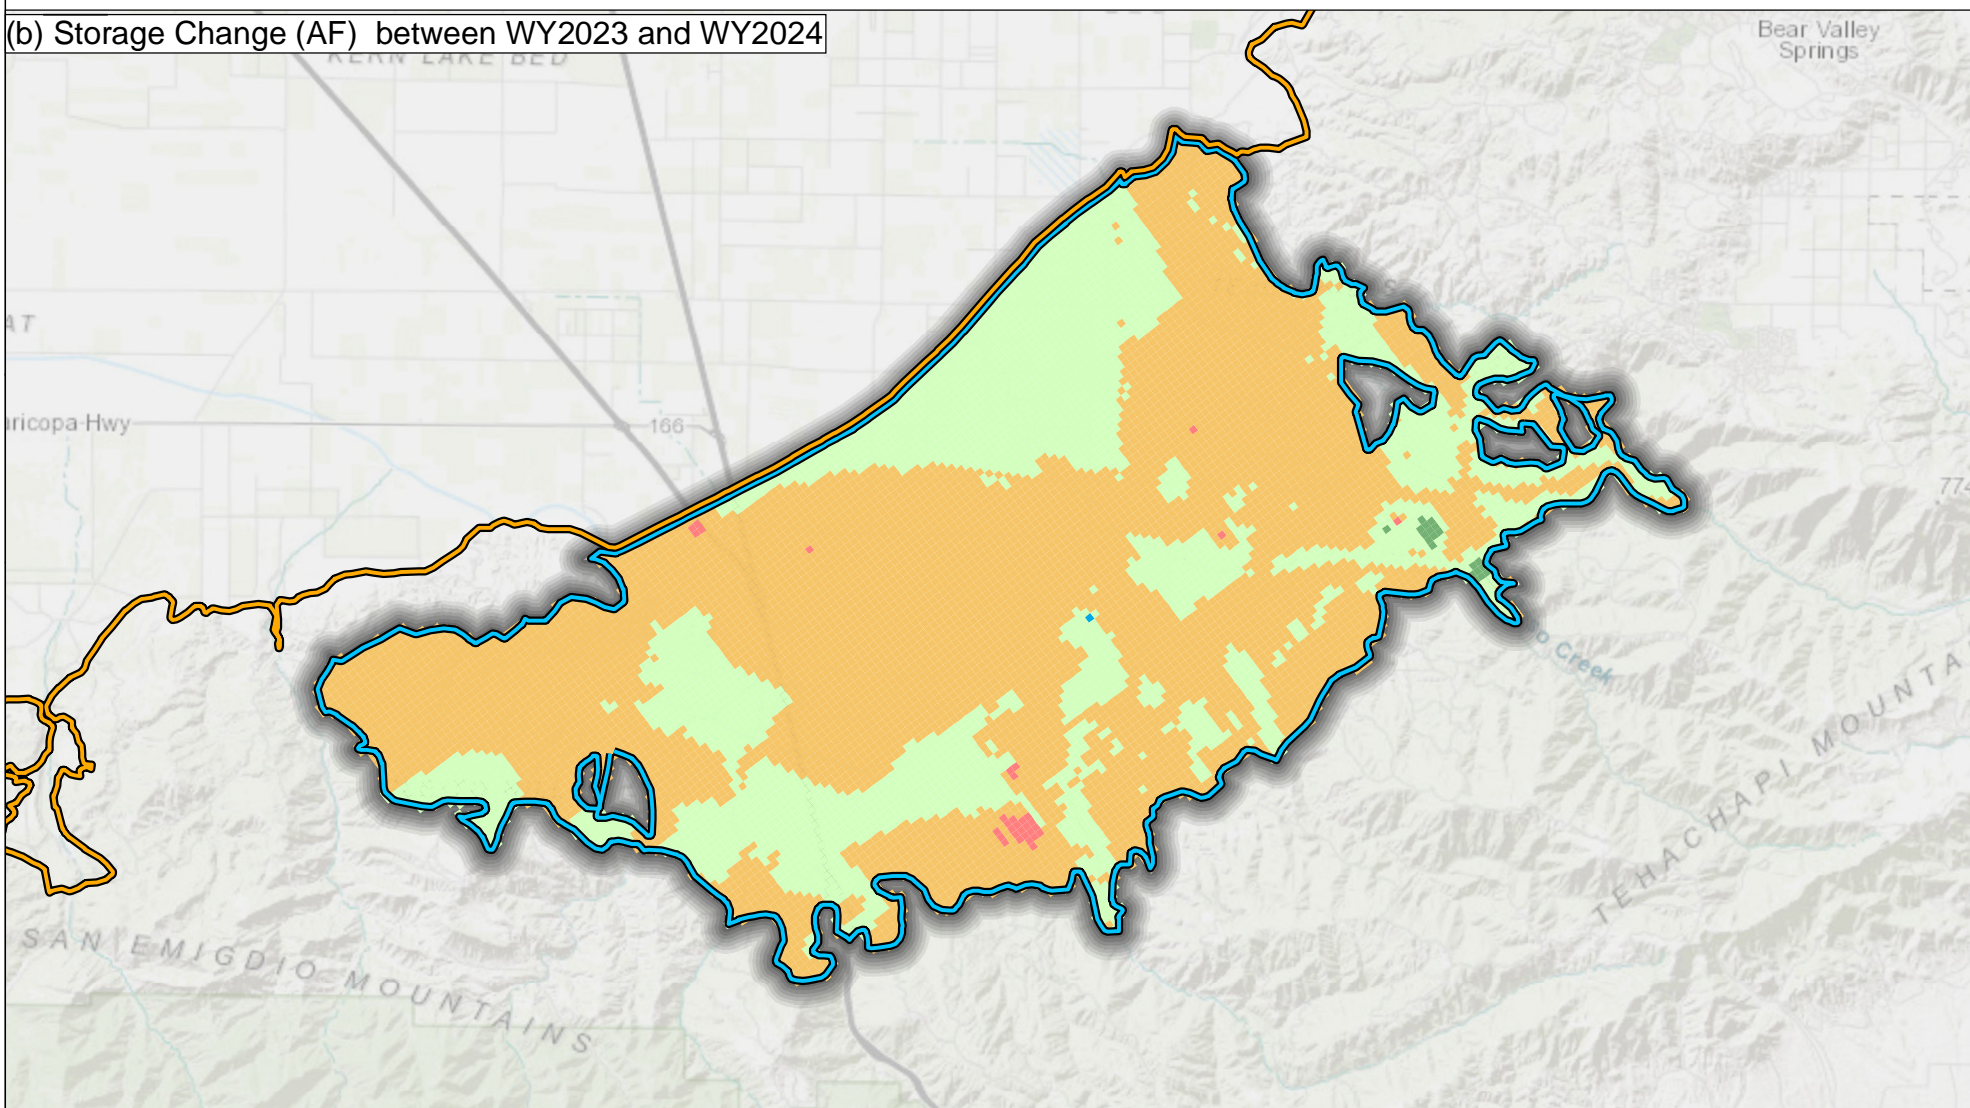 (b) Storage Change (AF)  between WY2023 and WY2024
Bear Valley
Springs
KERN LAKE BED
AT
aricopa-Hwy
166
774
o Creek
TEHACHAPI MOUNTA
SAN EMIGDIO MOUNTAINS